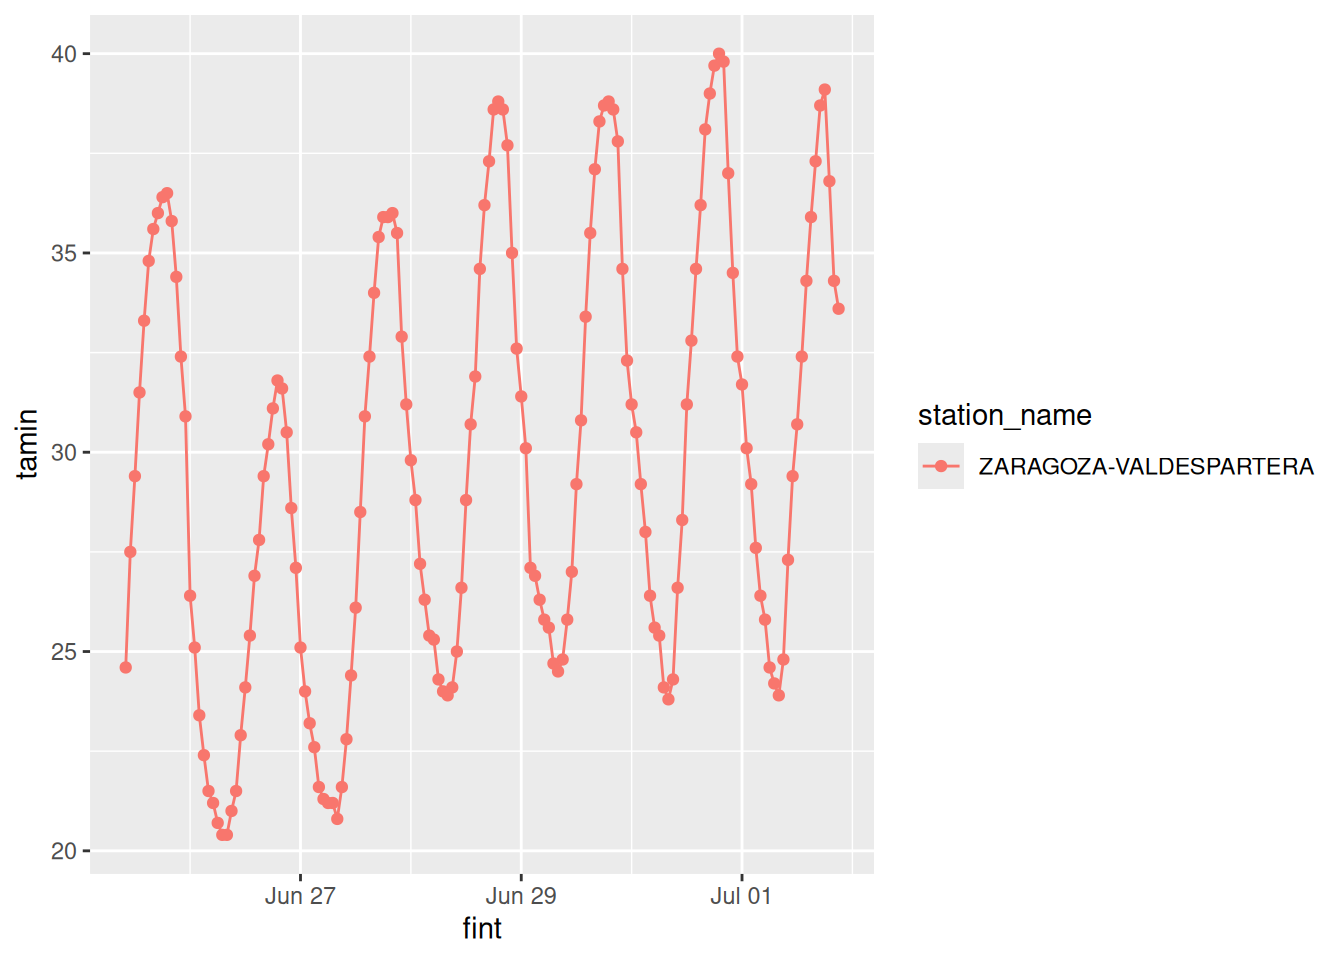 40
35
30
25
20
tamin
Jun 27
Jun 29
Jul 01
fint
station_name
ZARAGOZA-VALDESPARTERA